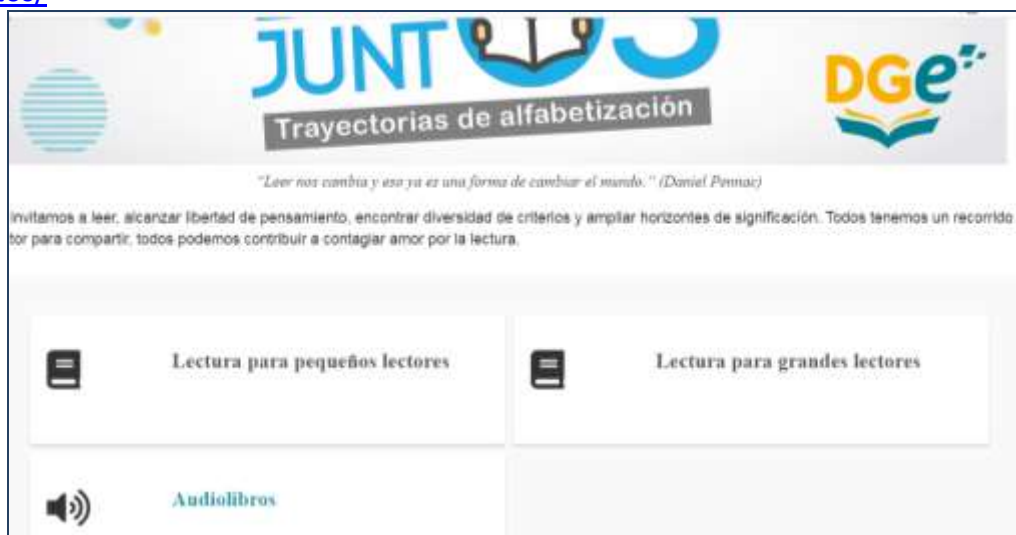 JUNTOS
Trayectorias de alfabetización
DGe
"Leer nos cambia y eso ya es una forma de cambiar el mundo." (Daniel Pennac)
invitamos a leer, alcanzar libertad de pensamiento, encontrar diversidad de criterios y ampliar horizontes de significación. Todos tenemos un recorrido
tor para compartir, todos podemos contribuir a contagiar amor por la lectura.
Lectura para pequeños lectores
Lectura para grandes lectores
Audiolibros